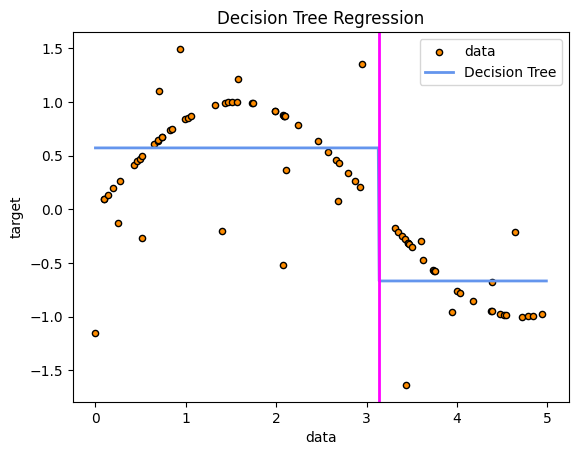 Decision Tree Regression
data
Decision Tree
1.5
1.0
0.5
0.0
−0.5
−1.0
−1.5
target
0
1
2
3
4
5
data